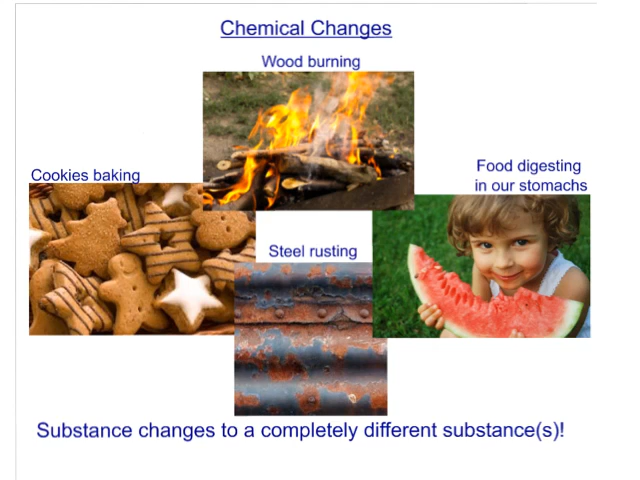 Chemical Changes
Wood burning
Cookies baking
Food digesting
in our stomachs
Steel rusting
Substance changes to a completely different substance(s)!